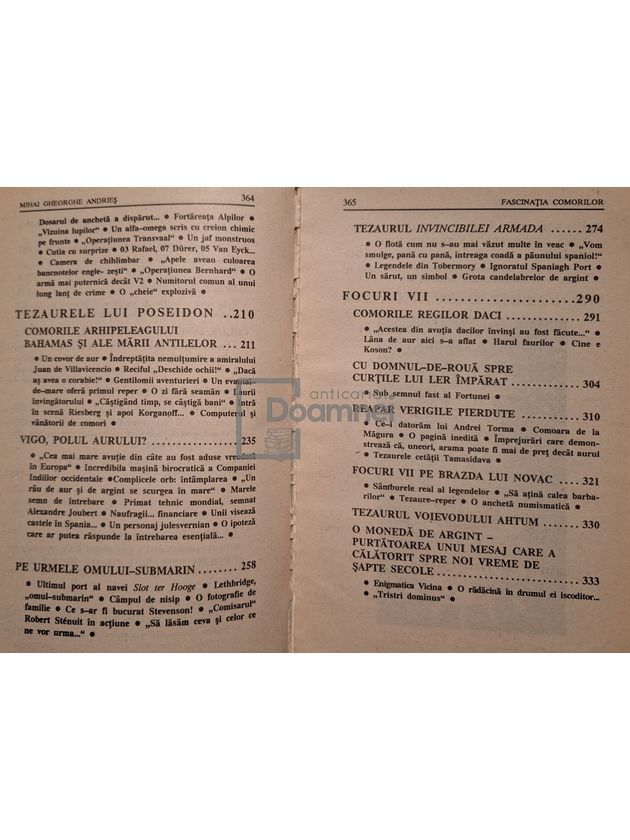 MIHAI GHEORGHE ANDRIEȘ 364
Dosarul de anchetă a dispărut... • Fortăreața Alpilor •
„Vizuina lupilor“ • Un alfa-omega scris cu creion chimic
pe frunte • „Operațiunea Transvaal“ • Un jaf monstruos
• Cutia cu surprize • 03 Rafael, 07 Dürer, 05 Van Eyck...
• Camera de chihlimbar • „Apele aveau culoarea
bancnotelor engle- zești“ • „Operațiunea Bernhard“ • O
armă mai puternică decât V2 • Numitorul comun al unui
lung lanț de crime • O „cheie“ explozivă •
TEZAURELE LUI POSEIDON ..210
COMORILE ARHIPELEAGULUI
BAHAMAS ȘI ALE MĂRII ANTILELOR ... 211
• Un covor de aur • Îndreptățita nemulțumire a amiralului
Juan de Villavicencio • Reciful „Deschide ochii!“ • „Dacă
aș avea o corabie!“ • Gentilomii aventurieri • Un evantai-
de-mare oferă primul reper • O zi fără seamăn • Laurii
învingătorului • „Câștigând timp, se câștigă bani“ • Intră
în scenă Riesberg și apoi Korganoff... • Computerul și
vânătorii de comori •
VIGO, POLUL AURULUI? ............... 235
• „Cea mai mare avuție din câte au fost aduse vreodată
în Europa“ • Incredibila mașină birocratică a Companiei
Indiilor occidentale •Complicele orb: întâmplarea • „Un
râu de aur și de argint se scurgea în mare“ • Marele
semn de întrebare • Primat tehnic mondial, semnat
Alexandre Joubert • Naufragii... financiare • Unii visează
castele în Spania... • Un personaj julesvernian • O ipoteză
care ar putea răspunde la întrebarea esențială... •
PE URMELE OMULUI-SUBMARIN ........ 258
• Ultimul port al navei Slot ter Hooge • Lethbridge,
„omul-submarin“ • Câmpul de nisip • O fotografie de
familie • Ce s-ar fi bucurat Stevenson! • „Comisarul“
Robert Sténuit în acțiune • „Să lăsăm ceva și celor ce
ne vor urma...“ •
365 FASCINAȚIA COMORILOR
TEZAURUL INVINCIBILEI ARMADA ...... 274
• O flotă cum nu s-au mai văzut multe în veac • „Vom
smulge, pană cu pană, întreaga coadă a păunului spaniol!“
• Legendele din Tobermory • Ignoratul Spaniagh Port •
Un sărut, un simbol • Grota candelabrelor de argint •
FOCURI VII .......................290
COMORILE REGILOR DACI ............. 291
• „Acestea din avuția dacilor învinși au fost făcute...“ •
Lâna de aur aici s-a aflat • Harul faurilor • Cine e
Koson? •
CU DOMNUL-DE-ROUĂ SPRE
CURȚILE LUI LER ÎMPĂRAT ............ 304
• Sub semnul fast al Fortunei •
REAPAR VERIGILE PIERDUTE .......... 310
• Ce-i datorăm lui Andrei Torma • Comoara de la
Măgura • O pagină inedită • Împrejurări care demon-
strează că, uneori, arama poate fi mai de preț decât aurul
• Tezaurele cetății Tamasidava •
FOCURI VII PE BRAZDA LUI NOVAC .... 321
• Sâmburele real al legendelor • „Să ațină calea barba-
rilor“ • Tezaure-reper • O anchetă numismatică •
TEZAURUL VOIEVODULUI AHTUM ....... 330
O MONEDĂ DE ARGINT –
PURTĂTOAREA UNUI MESAJ CARE A
CĂLĂTORIT SPRE NOI VREME DE
ȘAPTE SECOLE ...................... 333
• Enigmatica Vicina • O rădăcină în drumul ei iscoditor...
• „Tristri dominus“ •
anticariat
Doamnei